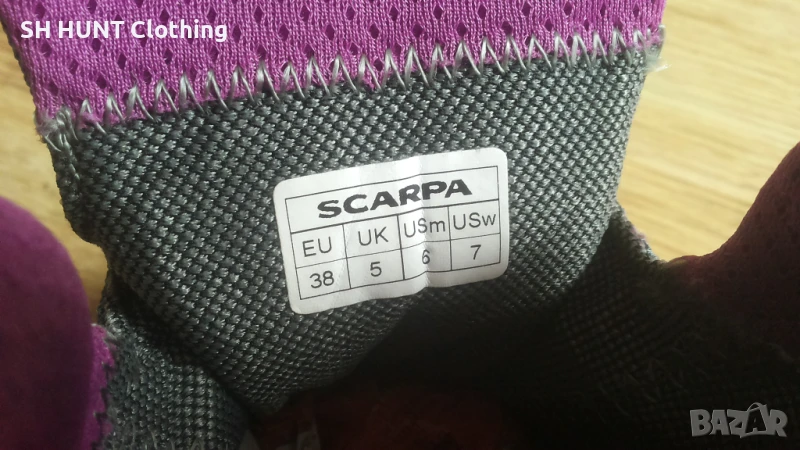 SH HUNT Clothing
SCARPA
EU UK USm USw
38 5 6 7
BAZAR